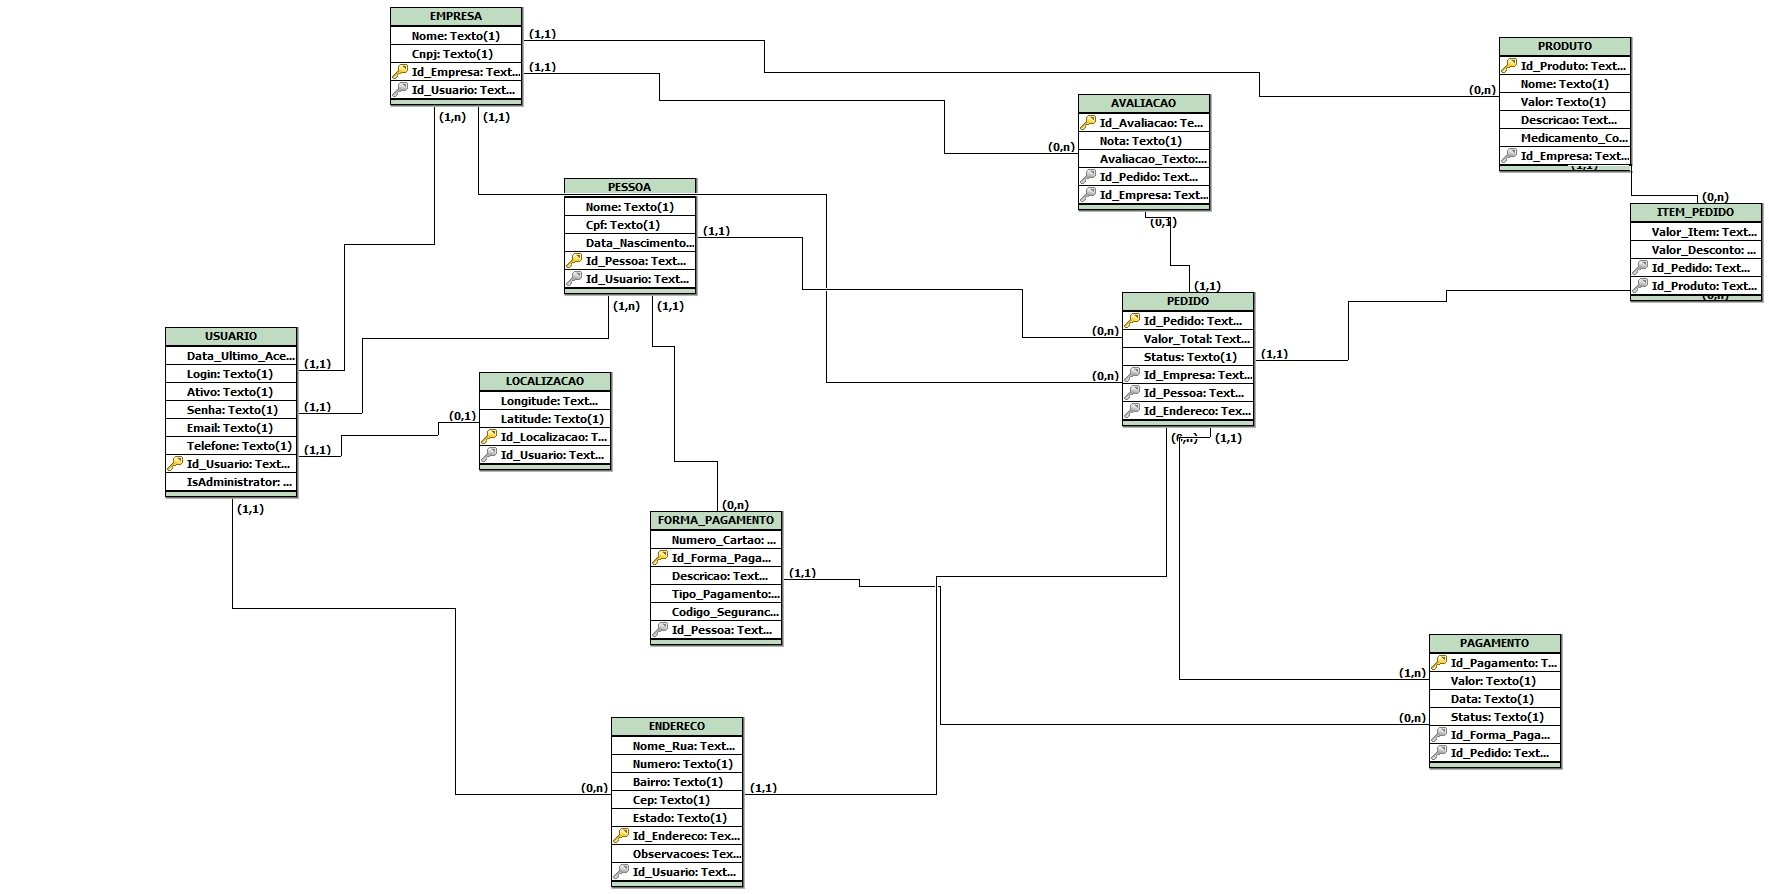 EMPRESA
Nome: Texto(1)
Cnpj: Texto(1)
Id_Empresa: Text...
Id_Usuario: Text...
(1,1)
(1,1)
(1,n)
(1,1)
PRODUTO
Id_Produto: Text...
Nome: Texto(1)
Valor: Texto(1)
Descricao: Text...
Medicamento_Co...
Id_Empresa: Text...
(0,n)
(1,1)
AVALIACAO
Id_Avaliacao: Te...
Nota: Texto(1)
Avaliacao_Texto:...
Id_Pedido: Text...
Id_Empresa: Text...
(0,n)
(0,1)
PESSOA
Nome: Texto(1)
Cpf: Texto(1)
Data_Nascimento...
Id_Pessoa: Text...
Id_Usuario: Text...
(1,1)
(1,n)
(1,1)
(0,n)
ITEM_PEDIDO
Valor_Item: Text...
Valor_Desconto: ...
Id_Pedido: Text...
Id_Produto: Text...
(0,n)
(1,1)
PEDIDO
Id_Pedido: Text...
Valor_Total: Text...
Status: Texto(1)
Id_Empresa: Text...
Id_Pessoa: Text...
Id_Endereco: Tex...
(0,n)
(0,n)
(1,1)
(0,n)
(1,1)
USUARIO
Data_Ultimo_Ace...
Login: Texto(1)
Ativo: Texto(1)
Senha: Texto(1)
Email: Texto(1)
Telefone: Texto(1)
Id_Usuario: Text...
IsAdministrator: ...
(1,1)
(1,1)
(1,1)
(1,1)
LOCALIZACAO
Longitude: Text...
Latitude: Texto(1)
Id_Localizacao: T...
Id_Usuario: Text...
(0,1)
(0,n)
FORMA_PAGAMENTO
Numero_Cartao: ...
Id_Forma_Paga...
Descricao: Text...
Tipo_Pagamento:...
Codigo_Seguranc...
Id_Pessoa: Text...
(1,1)
PAGAMENTO
Id_Pagamento: T...
Valor: Texto(1)
Data: Texto(1)
Status: Texto(1)
Id_Forma_Paga...
Id_Pedido: Text...
(1,n)
(0,n)
ENDERECO
Nome_Rua: Text...
Numero: Texto(1)
Bairro: Texto(1)
Cep: Texto(1)
Estado: Texto(1)
Id_Endereco: Tex...
Observacoes: Tex...
Id_Usuario: Text...
(0,n)
(1,1)